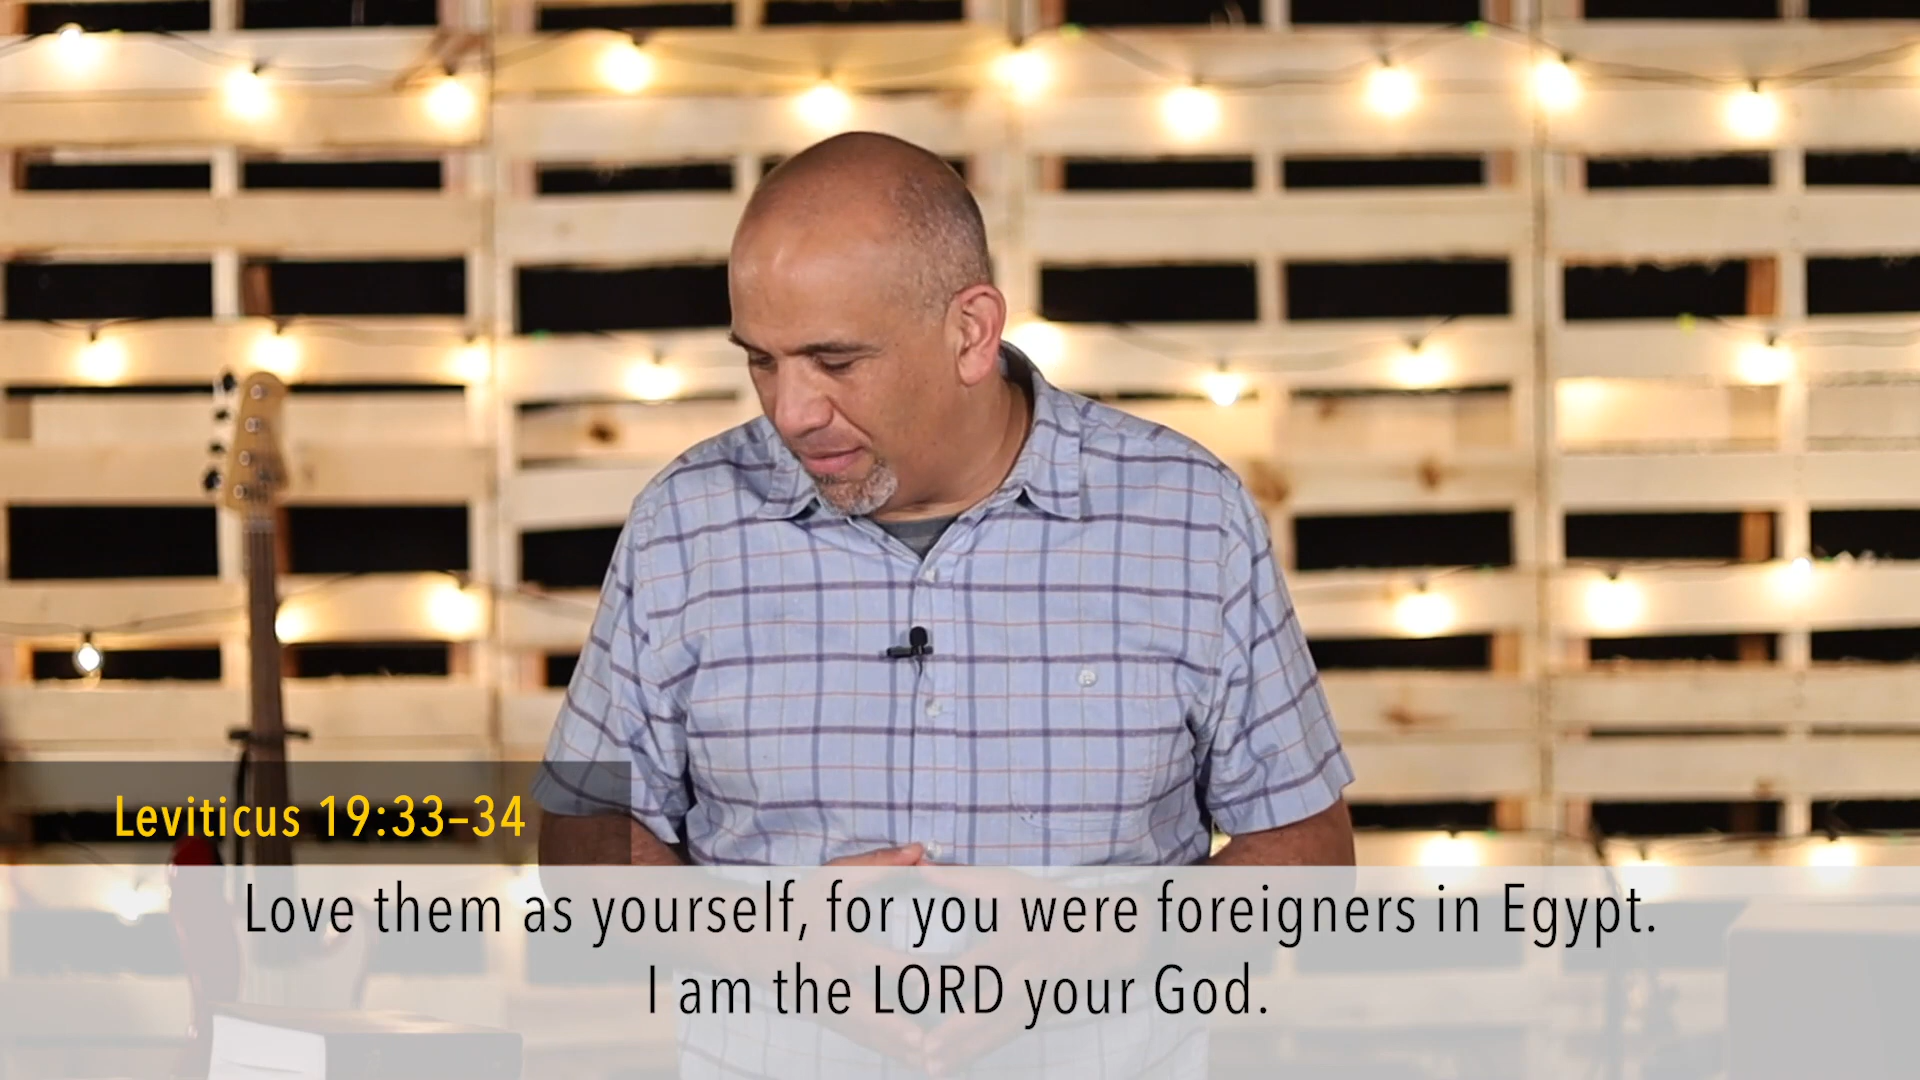 Leviticus 19:33–34
Love them as yourself, for you were foreigners in Egypt.
I am the LORD your God.